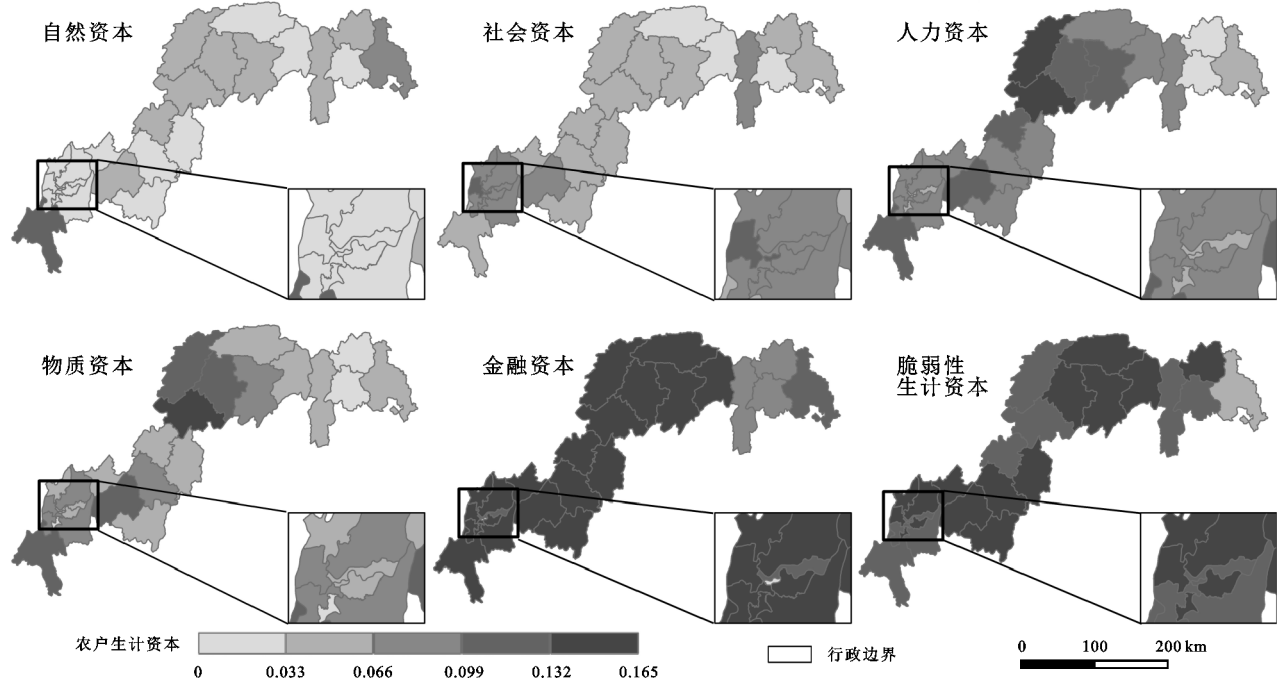 自然资本
社会资本
人力资本
物质资本
金融资本
脆弱性
生计资本
农户生计资本
0 0.033 0.066 0.099 0.132 0.165
行政边界
0 100 200 km